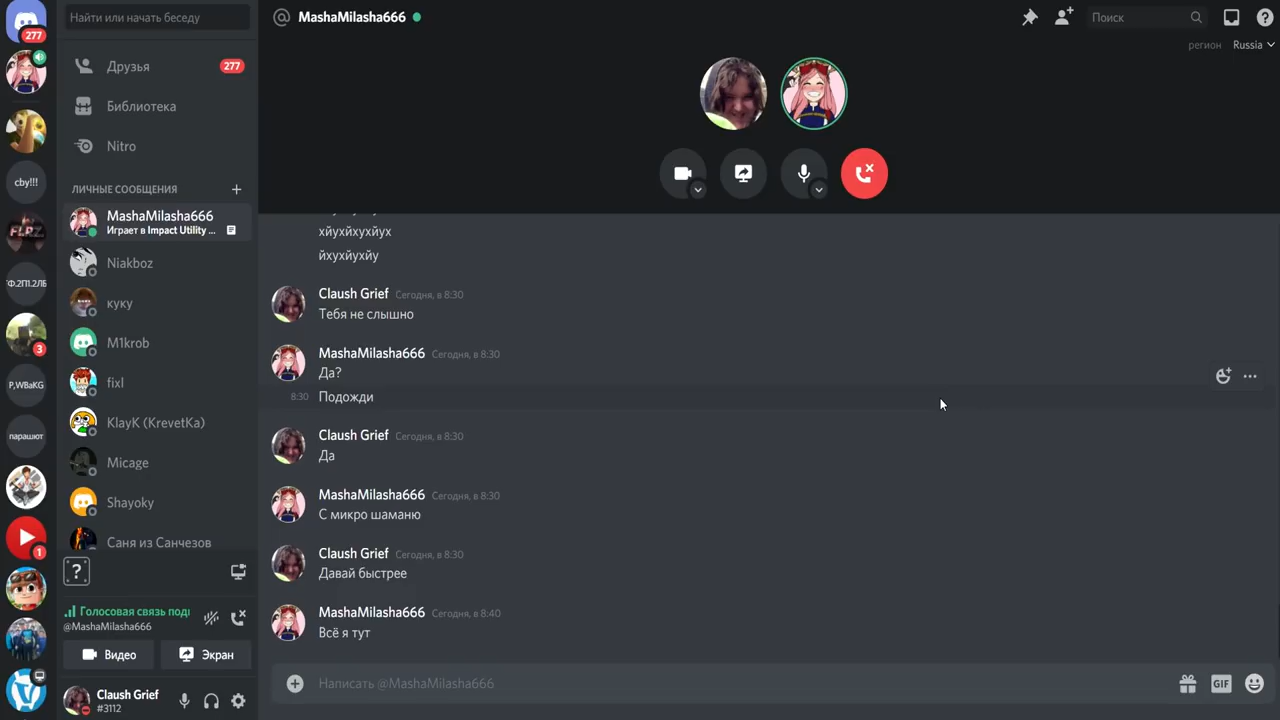 277
Найти или начать беседу
Друзья
277
Библиотека
Nitro
ЛИЧНЫЕ СООБЩЕНИЯ
MashaMilasha666
Играет в Impact Utility ...
Niakboz
куку
M1krob
fixl
KlayK (KrevetKa)
Micage
Shayoky
Саня из Санчезов
cby!!!
3
P,WBaKG
парашют
1
?
Голосовая связь подк
@MashaMilasha666
Видео
Экран
Claush Grief
#3112
MashaMilasha666
Поиск
регион
Russia
хйухйхухйух
йхухйухйу
Claush Grief Сегодня, в 8:30
Тебя не слышно
MashaMilasha666 Сегодня, в 8:30
Да?
8:30 Подожди
Claush Grief Сегодня, в 8:30
Да
MashaMilasha666 Сегодня, в 8:30
С микро шаманю
Claush Grief Сегодня, в 8:30
Давай быстрее
MashaMilasha666 Сегодня, в 8:40
Всё я тут
Написать @MashaMilasha666
GIF